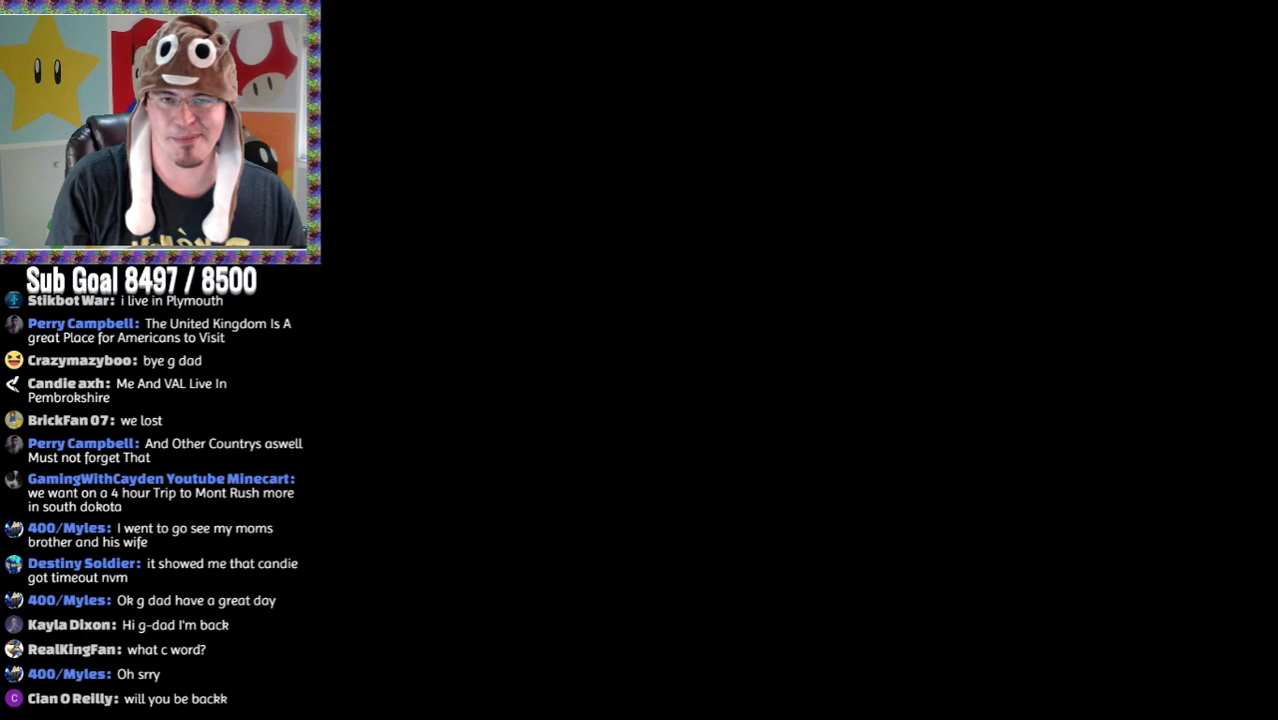 Sub Goal 8497 / 8500
Stikbot War: i live in Plymouth
Perry Campbell: The United Kingdom Is A
great Place for Americans to Visit
Crazymazyboo: bye g dad
Candie axh: Me And VAL Live In
Pembrokshire
BrickFan 07: we lost
Perry Campbell: And Other Countrys aswell
Must not forget That
GamingWithCayden Youtube Minecart:
we want on a 4 hour Trip to Mont Rush more
in south dokota
400/Myles: I went to go see my moms
brother and his wife
Destiny Soldier: it showed me that candie
got timeout nvm
400/Myles: Ok g dad have a great day
Kayla Dixon: Hi g-dad I'm back
RealKingFan: what c word?
400/Myles: Oh srry
C Cian O Reilly: will you be backk